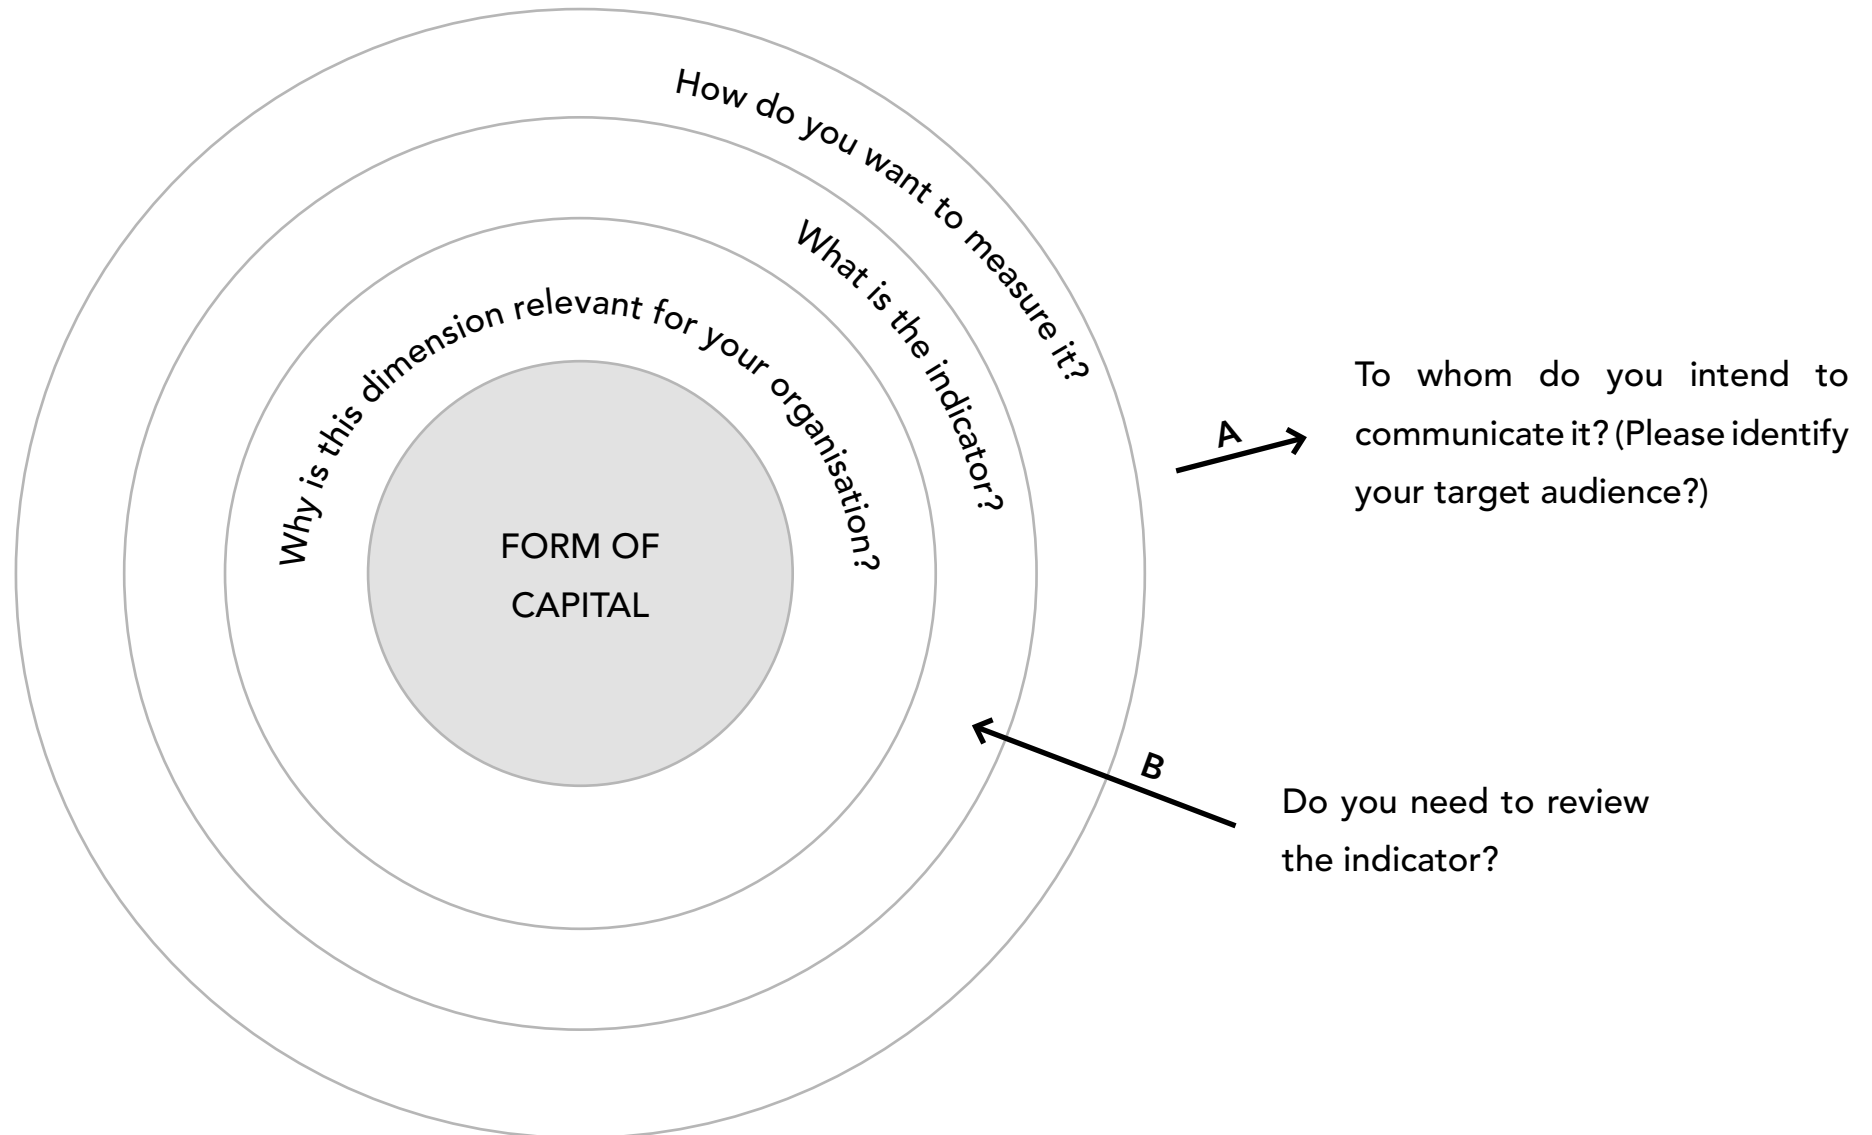 How do you want to measure it?
What is the indicator?
Why is this dimension relevant for your organisation?
FORM OF
CAPITAL
A
To whom do you intend to
communicate it? (Please identify
your target audience?)
B
Do you need to review
the indicator?